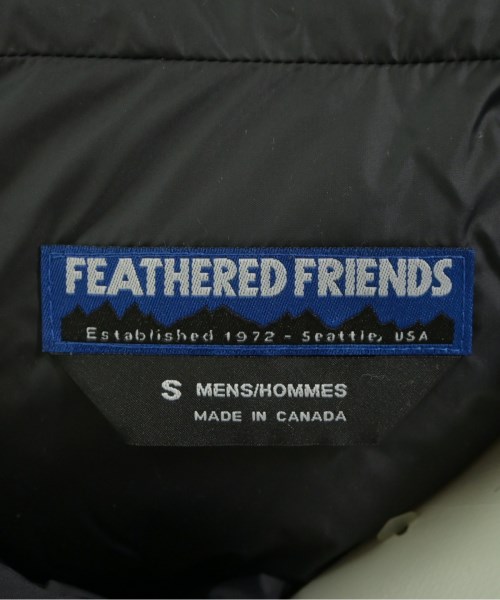 FEATHERED FRIENDS
Established 1972 - Seattle, USA
S MENS/HOMMES
MADE IN CANADA